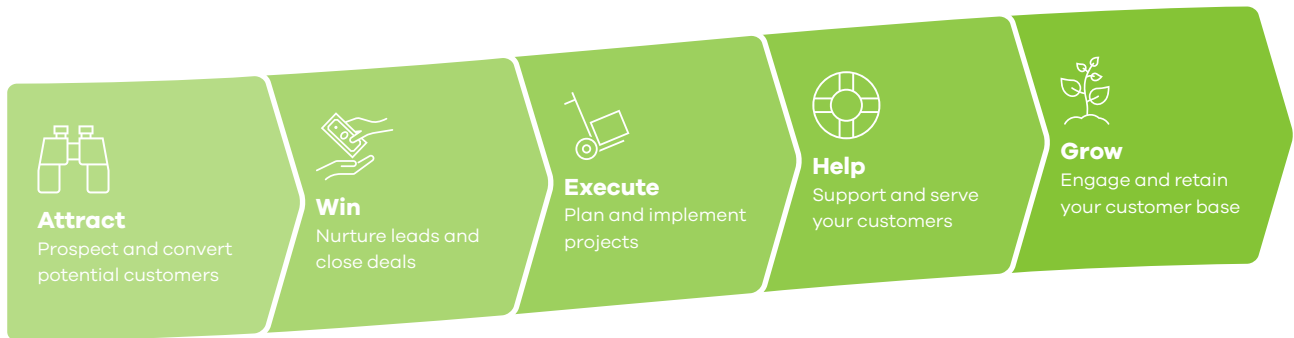 Attract
Prospect and convert
potential customers
Win
Nurture leads and
close deals
Execute
Plan and implement
projects
Help
Support and serve
your customers
Grow
Engage and retain
your customer base